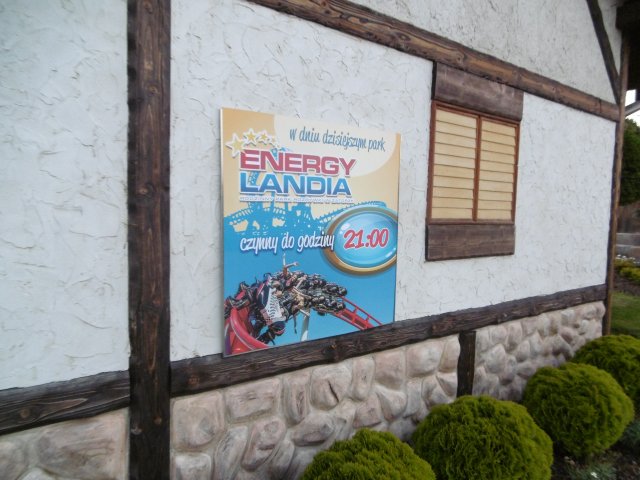 w dniu dzisiejszym park
ENERGY
LANDIA
czynny do godziny 21:00